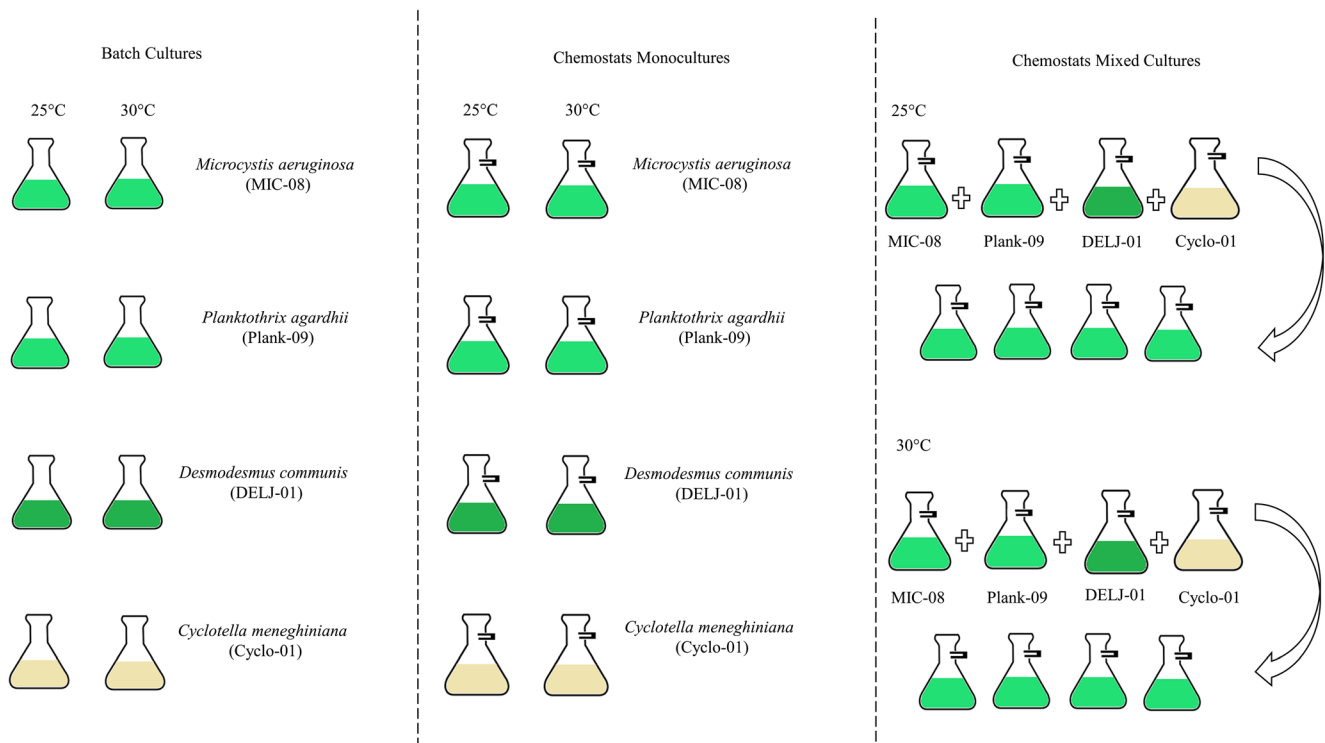 Batch Cultures
25°C
30°C
Microcystis aeruginosa
(MIC-08)
Planktothrix agardhii
(Plank-09)
Desmodesmus communis
(DELJ-01)
Cyclotella meneghiniana
(Cyclo-01)
Chemostats Monocultures
25°C
30°C
Microcystis aeruginosa
(MIC-08)
Planktothrix agardhii
(Plank-09)
Desmodesmus communis
(DELJ-01)
Cyclotella meneghiniana
(Cyclo-01)
Chemostats Mixed Cultures
25°C
MIC-08
Plank-09
DELJ-01
Cyclo-01
30°C
MIC-08
Plank-09
DELJ-01
Cyclo-01